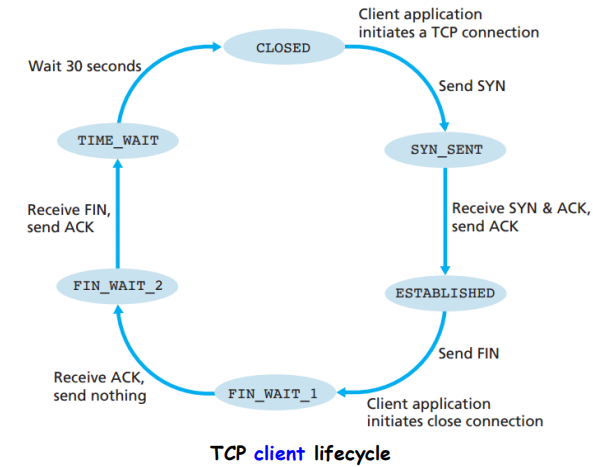 Client application
initiates a TCP connection
CLOSED
Wait 30 seconds
Send SYN
TIME_WAIT
SYN_SENT
Receive FIN,
send ACK
Receive SYN & ACK,
send ACK
FIN_WAIT_2
ESTABLISHED
Send FIN
Receive ACK,
send nothing
FIN_WAIT_1
Client application
initiates close connection
TCP client lifecycle